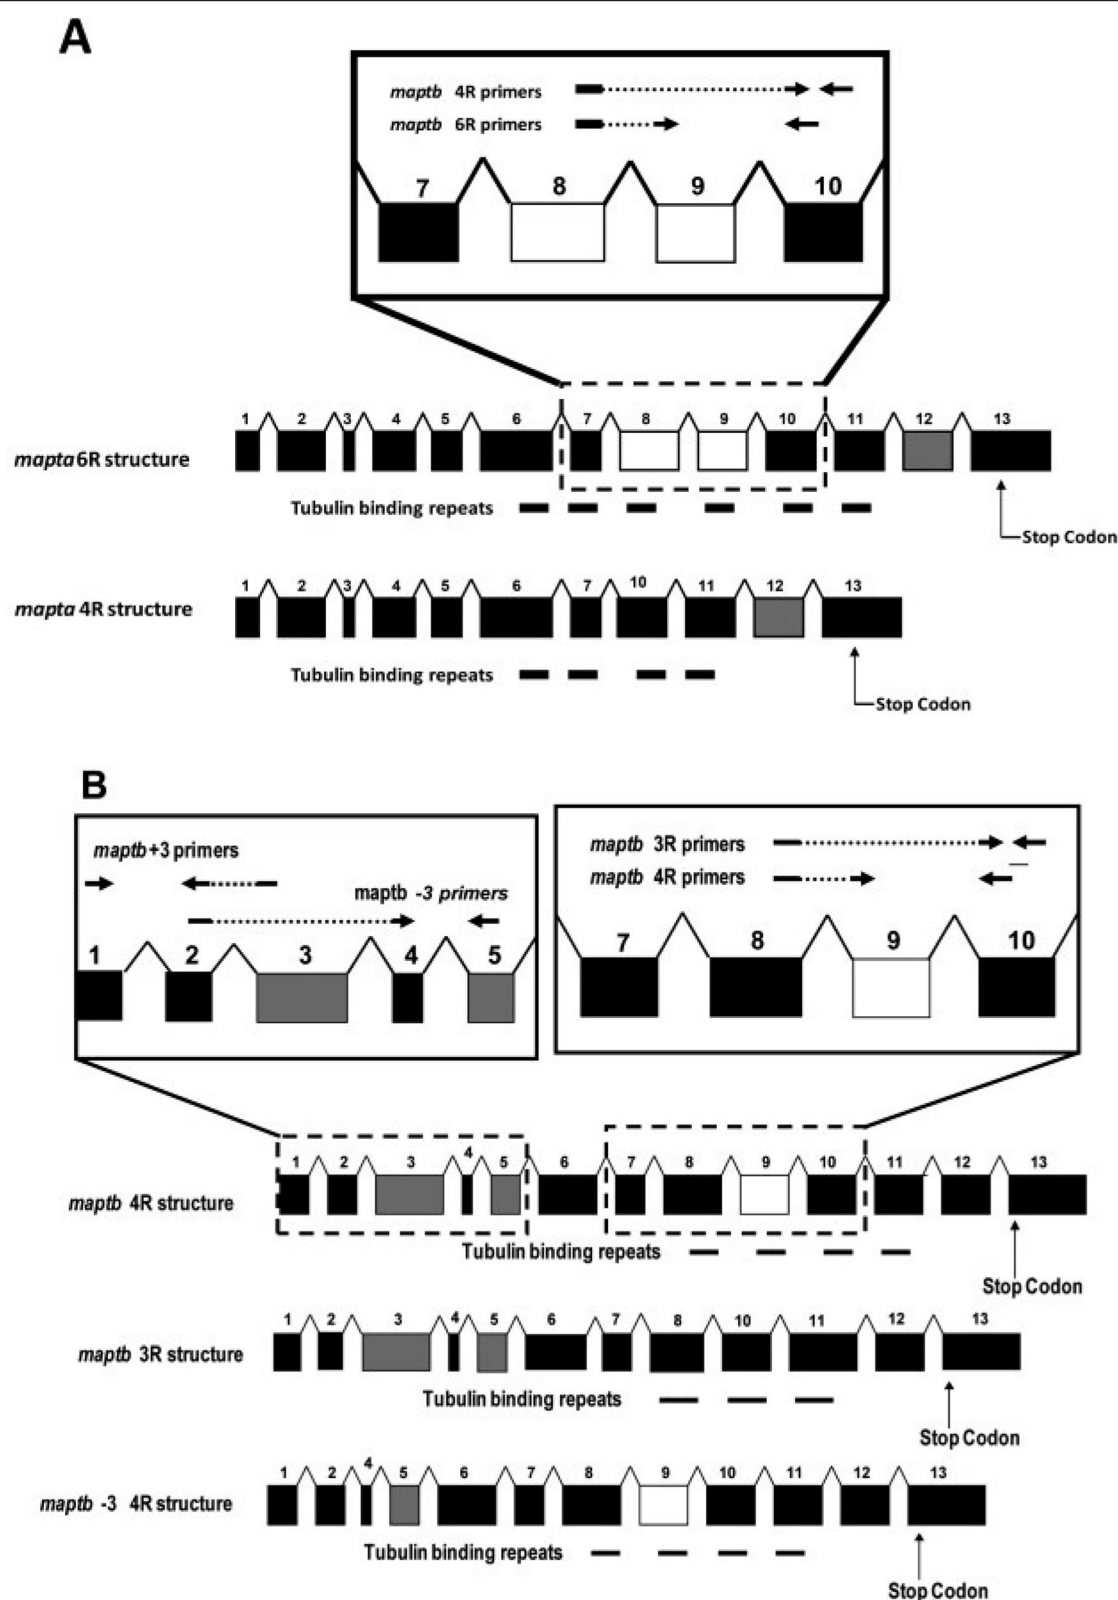 A
maptb 4R primers
maptb 6R primers
7 8 9 10
1 2 3 4 5 6 7 8 9 10 11 12 13
mapta 6R structure
Tubulin binding repeats
Stop Codon
1 2 3 4 5 6 7 10 11 12 13
mapta 4R structure
Tubulin binding repeats
Stop Codon
B
maptb+3 primers
maptb -3 primers
1 2 3 4 5
maptb 3R primers
maptb 4R primers
7 8 9 10
1 2 3 4 5 6 7 8 9 10 11 12 13
maptb 4R structure
Tubulin binding repeats
Stop Codon
1 2 3 4 5 6 7 8 10 11 12 13
maptb 3R structure
Tubulin binding repeats
Stop Codon
1 2 4 5 6 7 8 9 10 11 12 13
maptb -3 4R structure
Tubulin binding repeats
Stop Codon